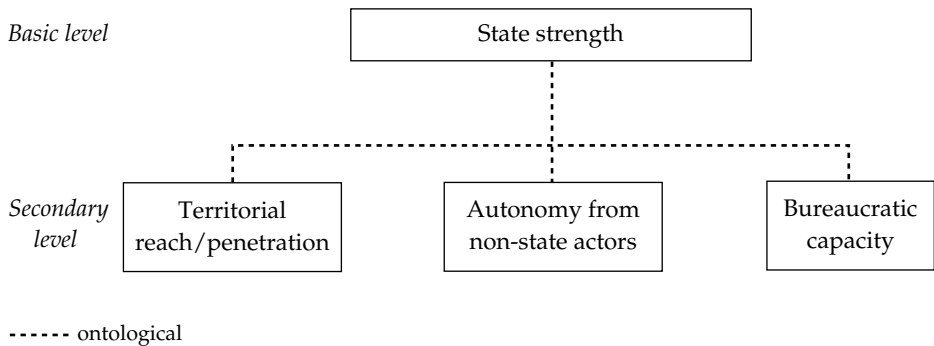 Basic level
State strength
Secondary
level
Territorial
reach/penetration
Autonomy from
non-state actors
Bureaucratic
capacity
ontological